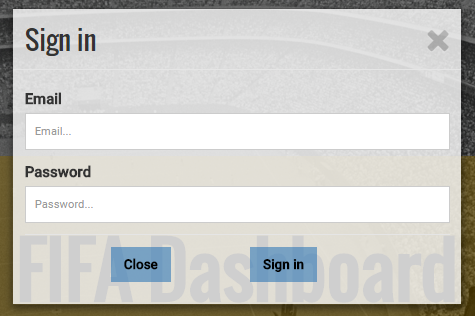 Sign in
Email
Email...
Password
Password...
FIFA Dashboard
Close
Sign in